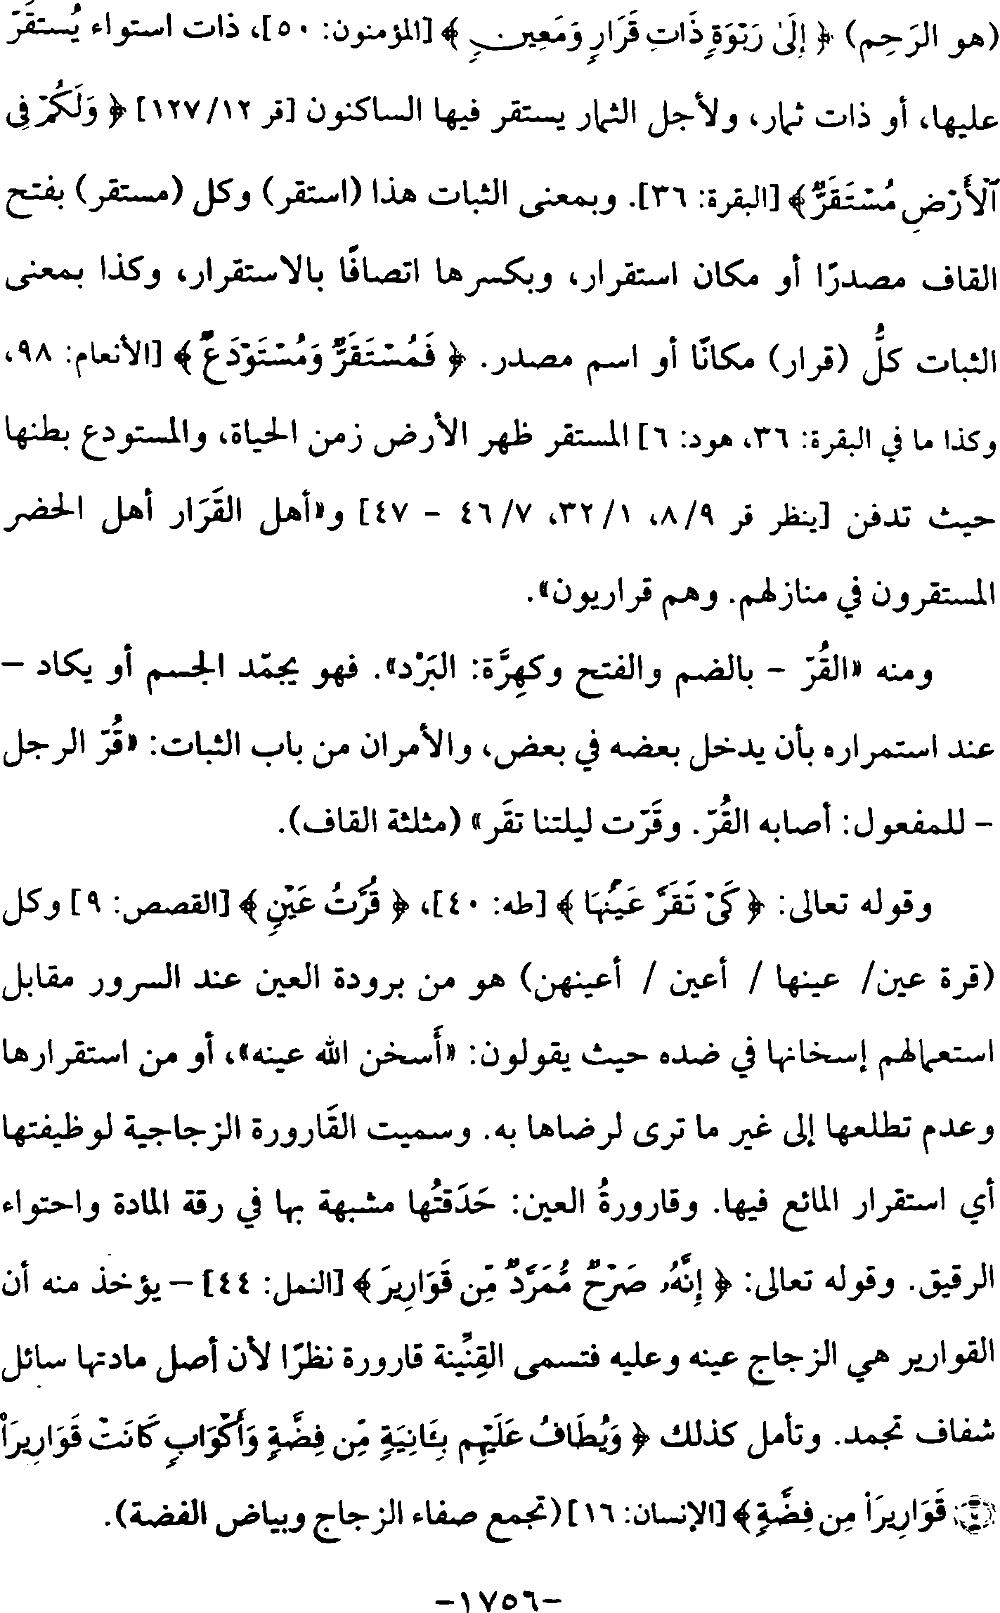 (هو الرَحِم) ﴿ إِلَىٰ رَبْوَةٍ ذَاتِ قَرَارٍ وَمَعِينٍ ﴾ [المؤمنون: ٥٠]، ذات استواء يُستقَرّ
عليها، أو ذات ثمار، ولأجل الثمار يستقر فيها الساكنون [قر ١٢/١٢٧] ﴿ وَلَكُمْ فِي
ٱلْأَرْضِ مُسْتَقَرٌّ﴾ [البقرة: ٣٦]. وبمعنى الثبات هذا (استقر) وكل (مستقر) بفتح
القاف مصدرًا أو مكان استقرار، وبكسرها اتصافًا بالاستقرار، وكذا بمعنى
الثبات كلُّ (قرار) مكانًا أو اسم مصدر. ﴿ فَمُسْتَقَرٌّ وَمُسْتَوْدَعٌ ﴾ [الأنعام: ٩٨،
وكذا ما في البقرة: ٣٦، هود: ٦] المستقر ظهر الأرض زمن الحياة، والمستودع بطنها
حيث تدفن [ينظر قر ٨/٩، ٣٢/١، ٤٦/٧ - ٤٧] و«أهل القَرَار أهل الحضر
المستقرون في منازلهم. وهم قراريون».
ومنه «القُرّ - بالضم والفتح وكهِرَّة: البَرْد». فهو يجمّد الجسم أو يكاد -
عند استمراره بأن يدخل بعضه في بعض، والأمران من باب الثبات: «قُرّ الرجل
- للمفعول: أصابه القُرّ. وقَرّت ليلتنا تقَر» (مثلثة القاف).
وقوله تعالى: ﴿ كَىْ تَقَرَّ عَيْنُهَا ﴾ [طه: ٤٠]، ﴿ قُرَّتُ عَيْنٍ ﴾ [القصص: ٩] وكل
(قرة عين/ عينها / أعين / أعينهن) هو من برودة العين عند السرور مقابل
استعمالهم إسخانها في ضده حيث يقولون: «أَسخن الله عينه»، أو من استقرارها
وعدم تطلعها إلى غير ما ترى لرضاها به. وسميت القَارورة الزجاجية لوظيفتها
أي استقرار المائع فيها. وقارورةُ العين: حَدَقتُها مشبهة بها في رقة المادة واحتواء
الرقيق. وقوله تعالى: ﴿ إِنَّهُۥ صَرْحٌ مُّمَرَّدٌ مِّن قَوَارِيرَ ﴾ [النمل: ٤٤] – يؤخذ منه أن
القوارير هي الزجاج عينه وعليه فتسمى القِنِّينة قارورة نظرًا لأن أصل مادتها سائل
شفاف تجمد. وتأمل كذلك ﴿ وَيُطَافُ عَلَيْهِم بِـَٔانِيَةٍ مِّن فِضَّةٍ وَأَكْوَابٍ كَانَتْ قَوَارِيرَا۠
۝ قَوَارِيرَا۟ مِن فِضَّةٍ ﴾ [الإنسان: ١٦] (تجمع صفاء الزجاج وبياض الفضة).
-١٧٥٦-